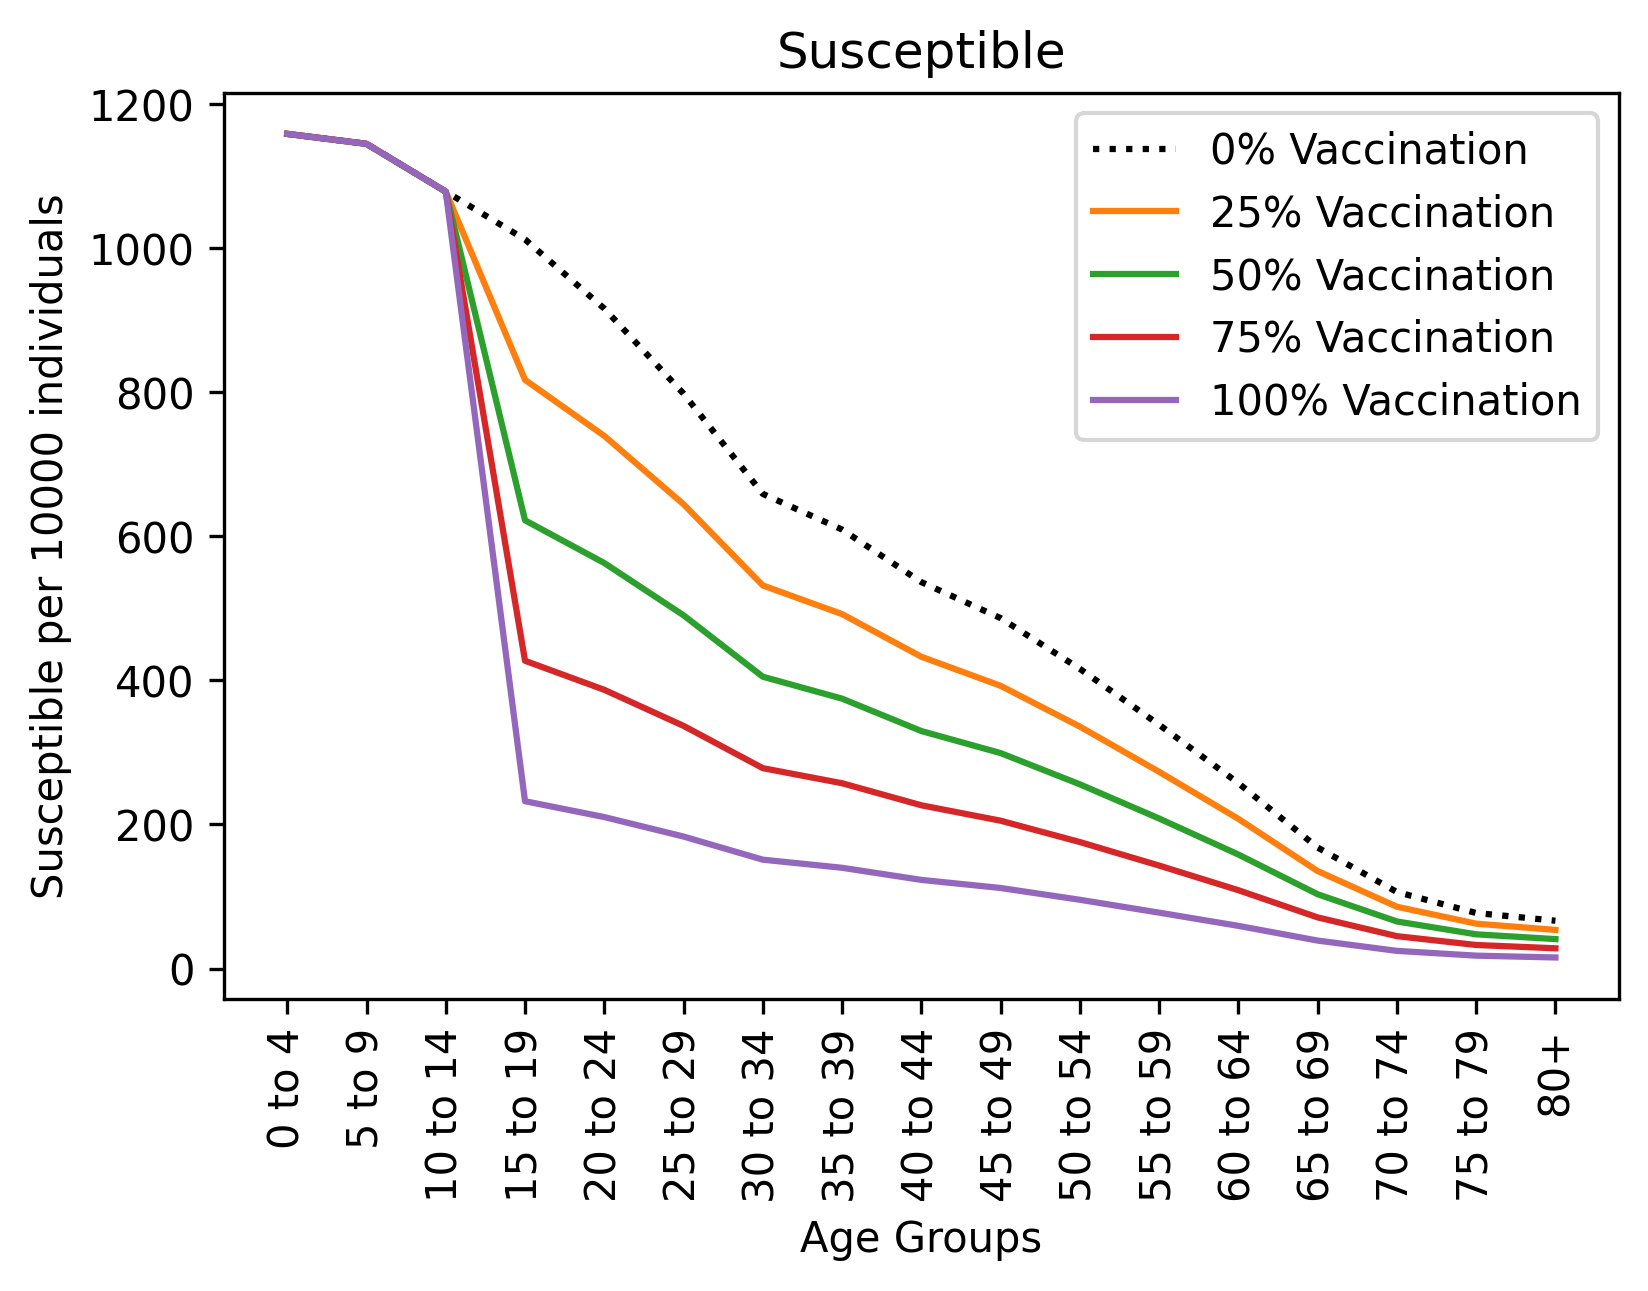 Susceptible
1200
1000
800
600
400
200
0
Susceptible per 10000 individuals
0% Vaccination
25% Vaccination
50% Vaccination
75% Vaccination
100% Vaccination
0 to 4
5 to 9
10 to 14
15 to 19
20 to 24
25 to 29
30 to 34
35 to 39
40 to 44
45 to 49
50 to 54
55 to 59
60 to 64
65 to 69
70 to 74
75 to 79
80+
Age Groups